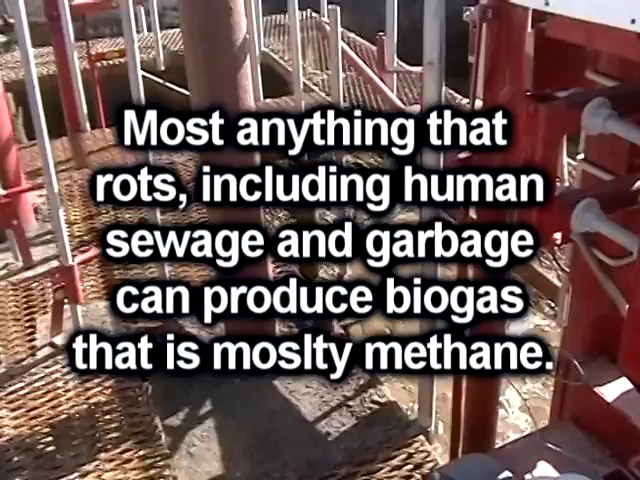 Most anything that
rots, including human
sewage and garbage
can produce biogas
that is moslty methane.